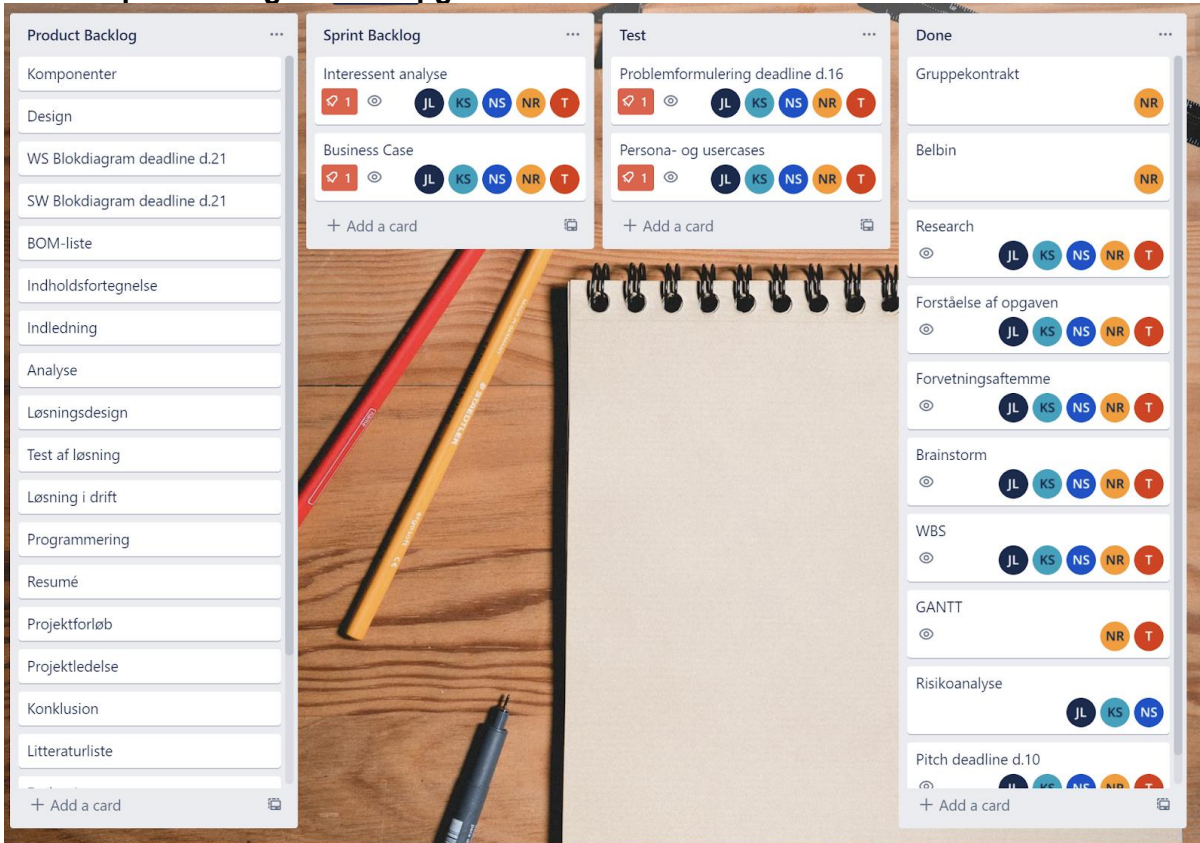 Product Backlog
Komponenter
Design
WS Blokdiagram deadline d.21
SW Blokdiagram deadline d.21
BOM-liste
Indholdsfortegnelse
Indledning
Analyse
Løsningsdesign
Test af løsning
Løsning i drift
Programmering
Resumé
Projektforløb
Projektledelse
Konklusion
Litteraturliste
+ Add a card
Sprint Backlog
Interessent analyse
1 JL KS NS NR T
Business Case
1 JL KS NS NR T
+ Add a card
Test
Problemformulering deadline d.16
1 JL KS NS NR T
Persona- og usercases
1 JL KS NS NR T
+ Add a card
Done
Gruppekontrakt
NR
Belbin
NR
Research
JL KS NS NR T
Forståelse af opgaven
JL KS NS NR T
Forvetningsaftemme
JL KS NS NR T
Brainstorm
JL KS NS NR T
WBS
JL KS NS NR T
GANTT
NR T
Risikoanalyse
JL KS NS
Pitch deadline d.10
JL KS NS NR T
+ Add a card
STAEDTLER